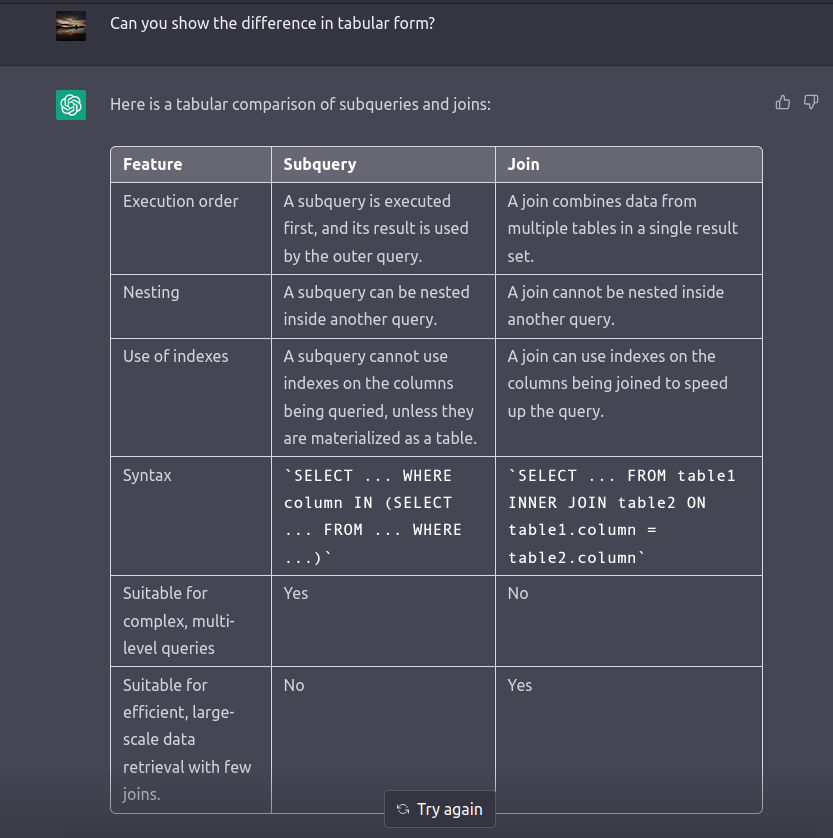 Can you show the difference in tabular form?
Here is a tabular comparison of subqueries and joins:
Feature
Subquery
Join
Execution order
A subquery is executed
first, and its result is used
by the outer query.
A join combines data from
multiple tables in a single result
set.
Nesting
A subquery can be nested
inside another query.
A join cannot be nested inside
another query.
Use of indexes
A subquery cannot use
indexes on the columns
being queried, unless they
are materialized as a table.
A join can use indexes on the
columns being joined to speed
up the query.
Syntax
`SELECT ... WHERE
column IN (SELECT
... FROM ... WHERE
...)`
`SELECT ... FROM table1
INNER JOIN table2 ON
table1.column =
table2.column`
Suitable for
complex, multi-
level queries
Yes
No
Suitable for
efficient, large-
scale data
retrieval with few
joins.
No
Yes
Try again